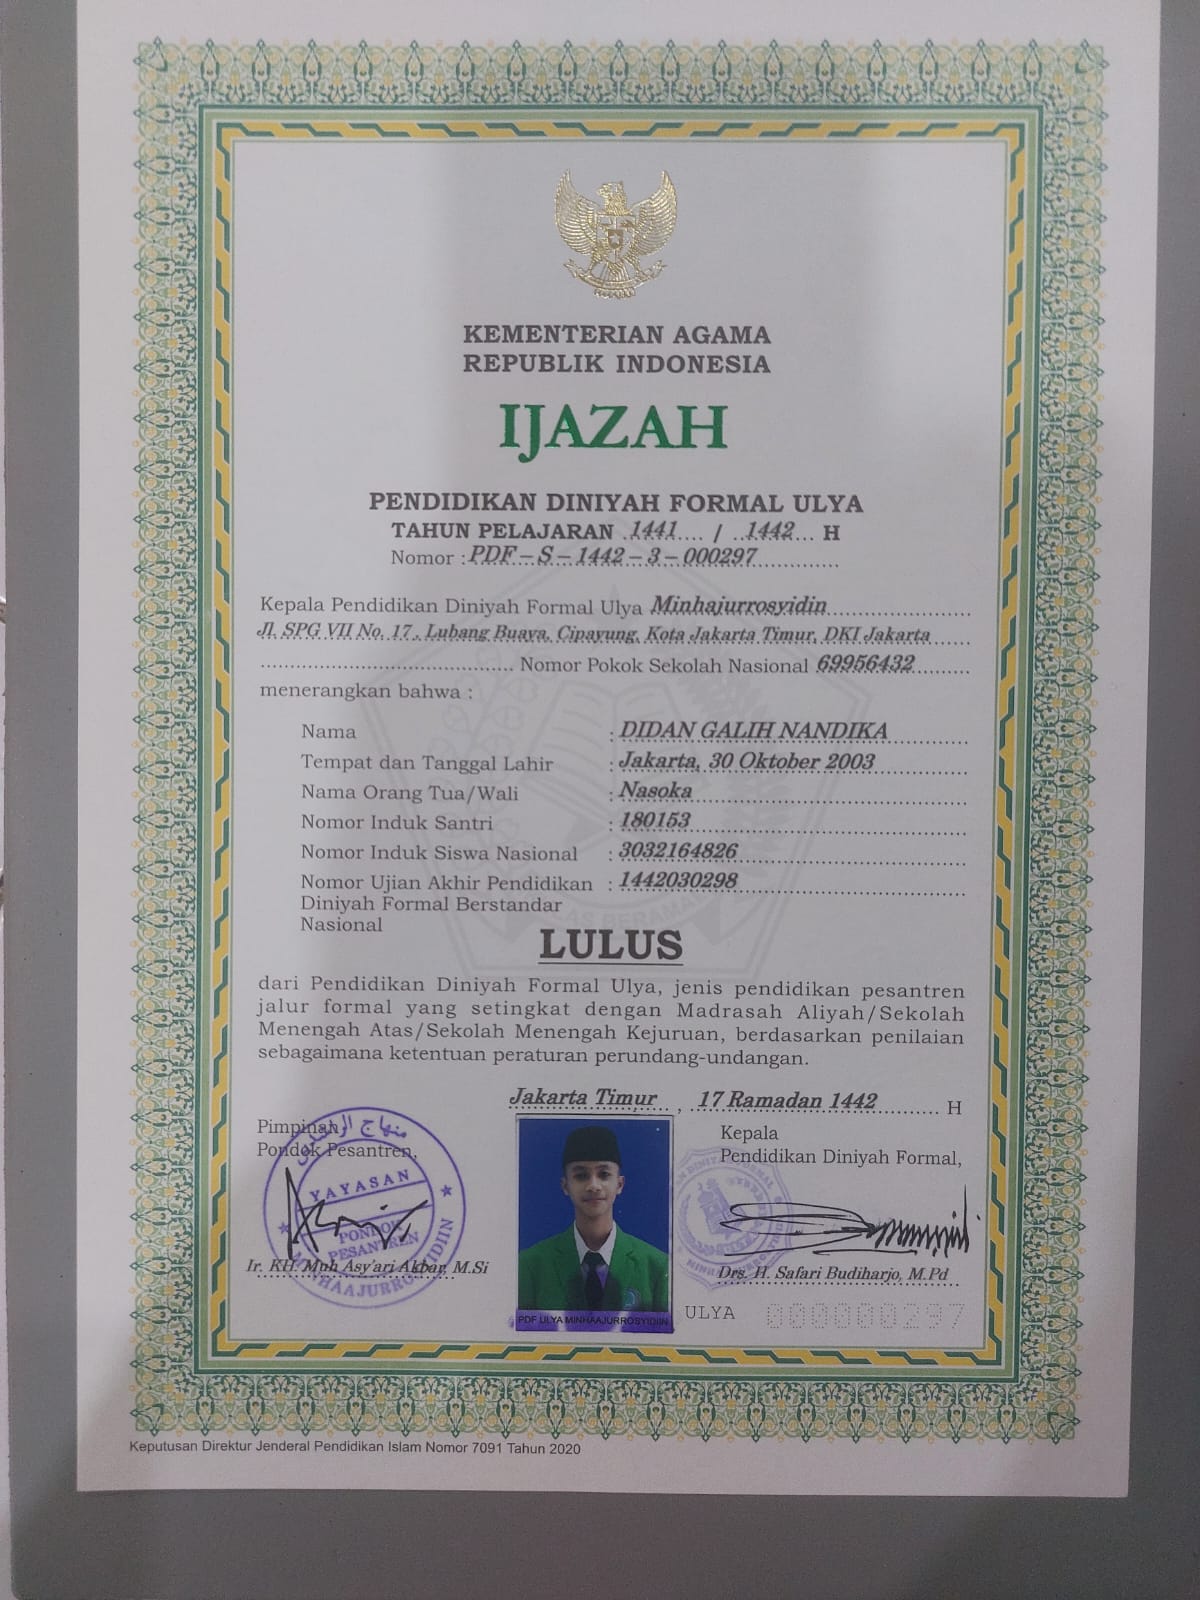 KEMENTERIAN AGAMA
REPUBLIK INDONESIA
IJAZAH
PENDIDIKAN DINIYAH FORMAL ULYA
TAHUN PELAJARAN .1441.... / ..1442... H
Nomor : PDF - S - 1442 - 3 - 000297
Kepala Pendidikan Diniyah Formal Ulya Minhajurrosyidin
Jl. SPG VII No. 17 , Lubang Buaya, Cipayung, Kota Jakarta Timur, DKI Jakarta
Nomor Pokok Sekolah Nasional 69956432
menerangkan bahwa :
Nama : DIDAN GALIH NANDIKA
Tempat dan Tanggal Lahir : Jakarta, 30 Oktober 2003
Nama Orang Tua/Wali : Nasoka
Nomor Induk Santri : 180153
Nomor Induk Siswa Nasional : 3032164826
Nomor Ujian Akhir Pendidikan : 1442030298
Diniyah Formal Berstandar
Nasional
LULUS
dari Pendidikan Diniyah Formal Ulya, jenis pendidikan pesantren
jalur formal yang setingkat dengan Madrasah Aliyah/Sekolah
Menengah Atas/Sekolah Menengah Kejuruan, berdasarkan penilaian
sebagaimana ketentuan peraturan perundang-undangan.
Jakarta Timur , 17 Ramadan 1442 H
Pimpinan
Pondok Pesantren,
YAYASAN
PONDOK
PESANTREN
MINHAAJURROSYIDIIN
Ir. KH. Muh Asy'ari Akbar, M.Si
PDF ULYA MINHAAJURROSYIDIIN
Kepala
Pendidikan Diniyah Formal,
Drs. H. Safari Budiharjo, M.Pd
ULYA 000000297
Keputusan Direktur Jenderal Pendidikan Islam Nomor 7091 Tahun 2020